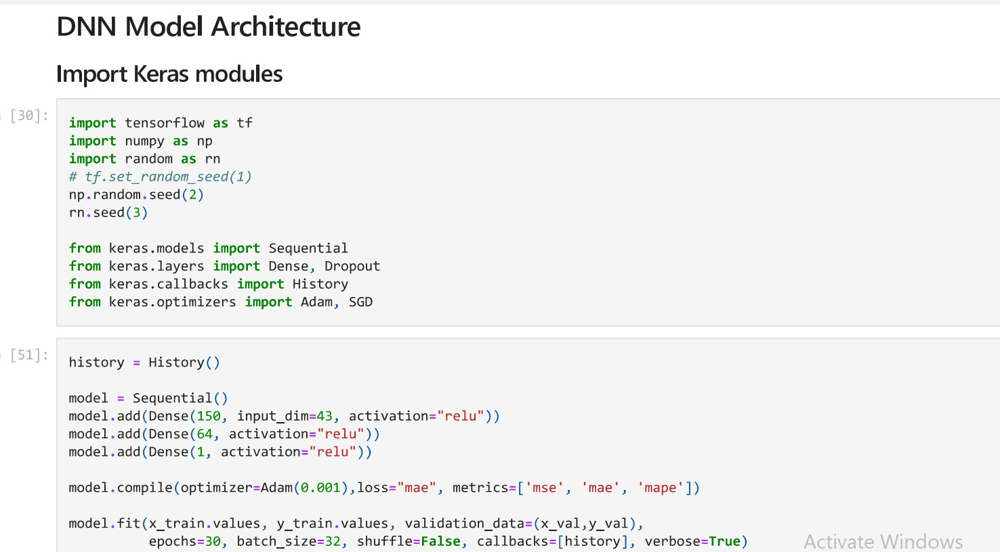 DNN Model Architecture
Import Keras modules
[30]:
import tensorflow as tf
import numpy as np
import random as rn
# tf.set_random_seed(1)
np.random.seed(2)
rn.seed(3)
from keras.models import Sequential
from keras.layers import Dense, Dropout
from keras.callbacks import History
from keras.optimizers import Adam, SGD
[51]:
history = History()
model = Sequential()
model.add(Dense(150, input_dim=43, activation="relu"))
model.add(Dense(64, activation="relu"))
model.add(Dense(1, activation="relu"))
model.compile(optimizer=Adam(0.001),loss="mae", metrics=['mse', 'mae', 'mape'])
model.fit(x_train.values, y_train.values, validation_data=(x_val,y_val),
epochs=30, batch_size=32, shuffle=False, callbacks=[history], verbose=True)
Activate Windows